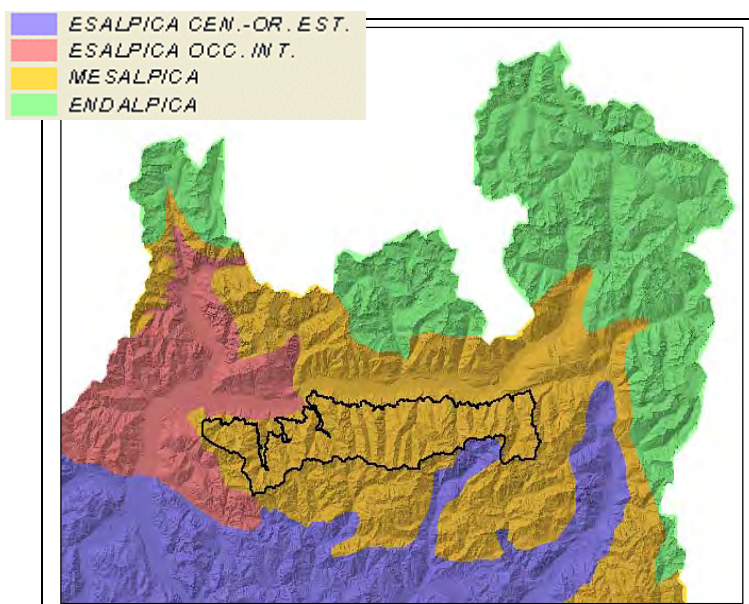 ESALPICA CEN.-OR. EST.
ESALPICA OCC. INT.
MESALPICA
ENDALPICA